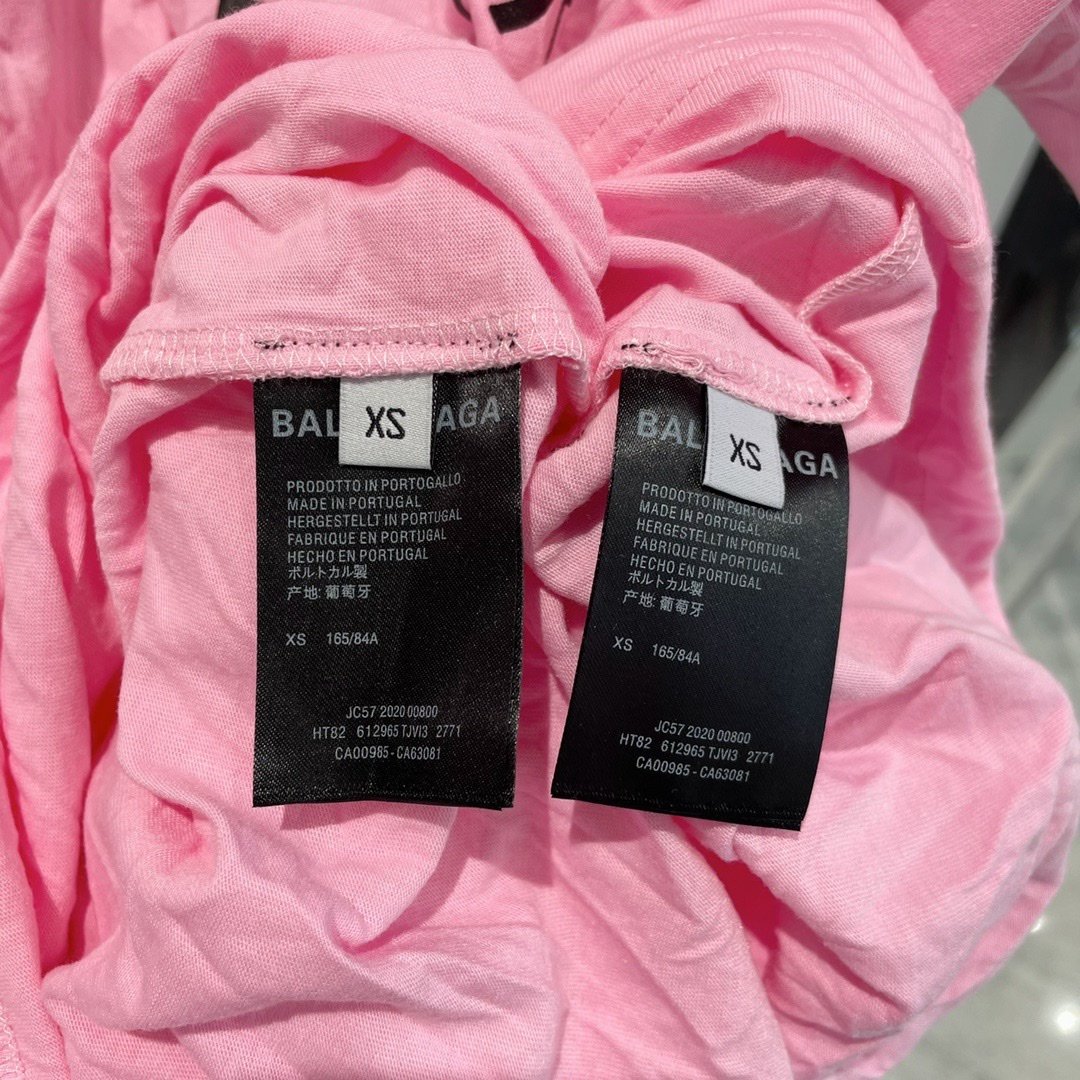 BAL AGA
XS
PRODOTTO IN PORTOGALLO
MADE IN PORTUGAL
HERGESTELLT IN PORTUGAL
FABRIQUE EN PORTUGAL
HECHO EN PORTUGAL
ポルトカル製
产地: 葡萄牙
XS 165/84A
JC57 2020 00800
HT82 612965 TJVI3 2771
CA00985 - CA63081
BAL AGA
XS
PRODOTTO IN PORTOGALLO
MADE IN PORTUGAL
HERGESTELLT IN PORTUGAL
FABRIQUE EN PORTUGAL
HECHO EN PORTUGAL
ポルトカル製
产地: 葡萄牙
XS 165/84A
JC57 2020 00800
HT82 612965 TJVI3 2771
CA00985 - CA63081